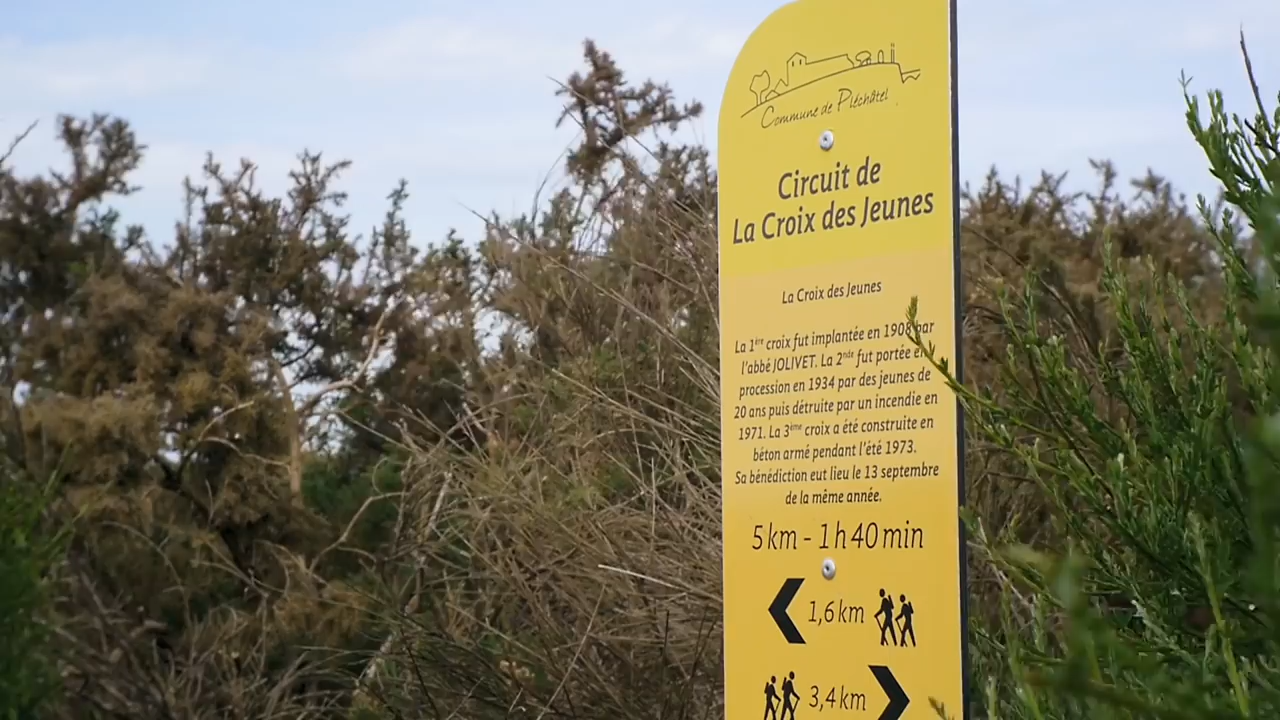 Commune de Pléchâtel
Circuit de
La Croix des Jeunes
La Croix des Jeunes
La 1ère croix fut implantée en 1908 par
l'abbé JOLIVET. La 2nde fut portée en
procession en 1934 par des jeunes de
20 ans puis détruite par un incendie en
1971. La 3ème croix a été construite en
béton armé pendant l'été 1973.
Sa bénédiction eut lieu le 13 septembre
de la même année.
5 km - 1 h 40 min
1,6 km
3,4 km